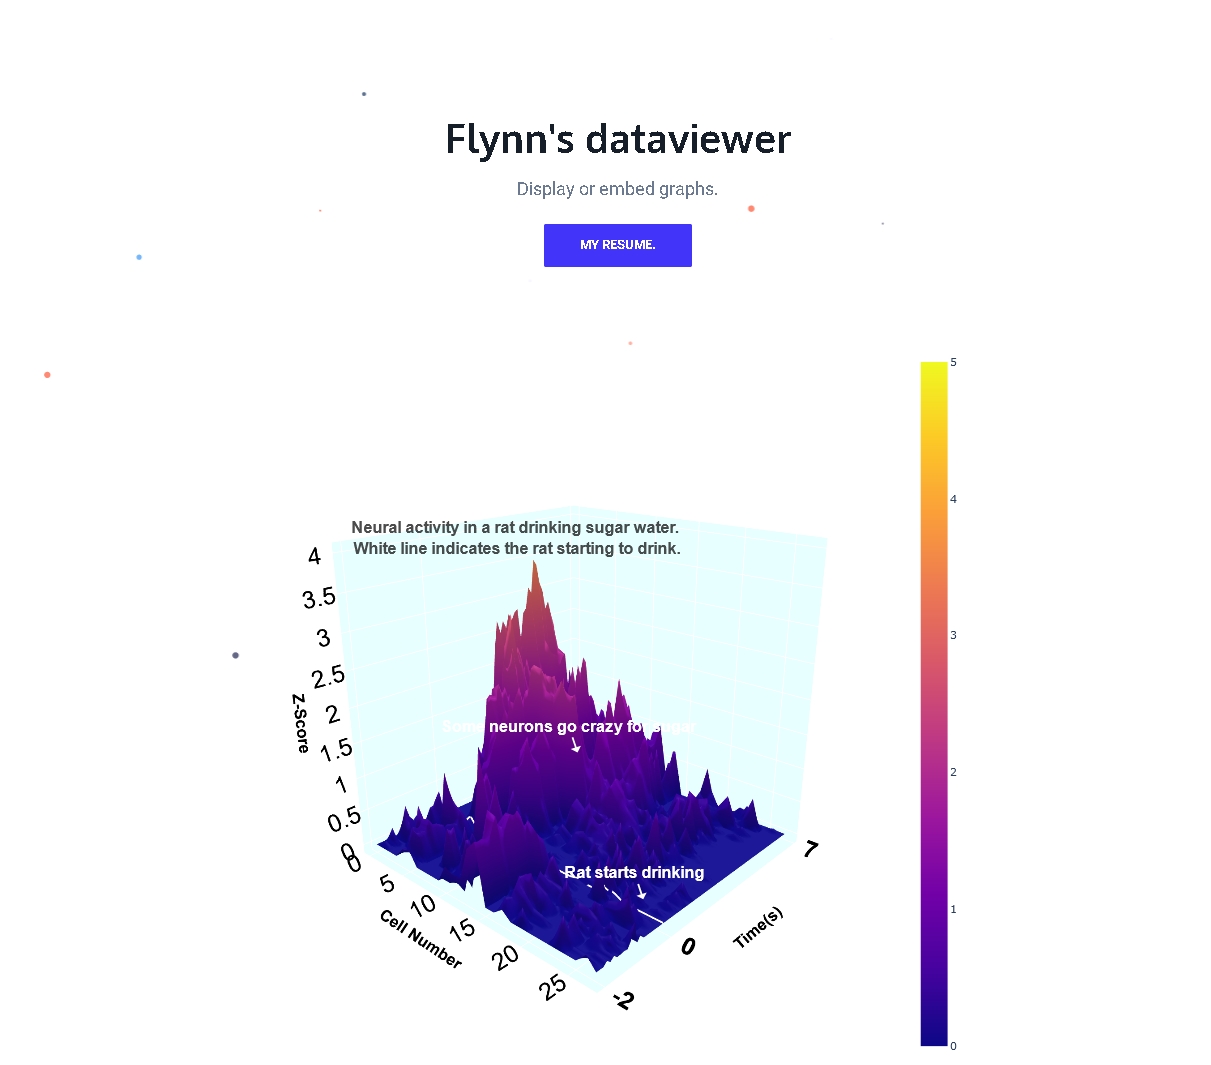 Flynn's dataviewer
Display or embed graphs.
MY RESUME.
5
4
3
2
1
0
Neural activity in a rat drinking sugar water.
White line indicates the rat starting to drink.
4
3.5
3
2.5
2
1.5
1
0.5
0
Z-Score
Some neurons go crazy for sugar
Rat starts drinking
0
5
10
15
20
25
Cell Number
-2
0
7
Time(s)